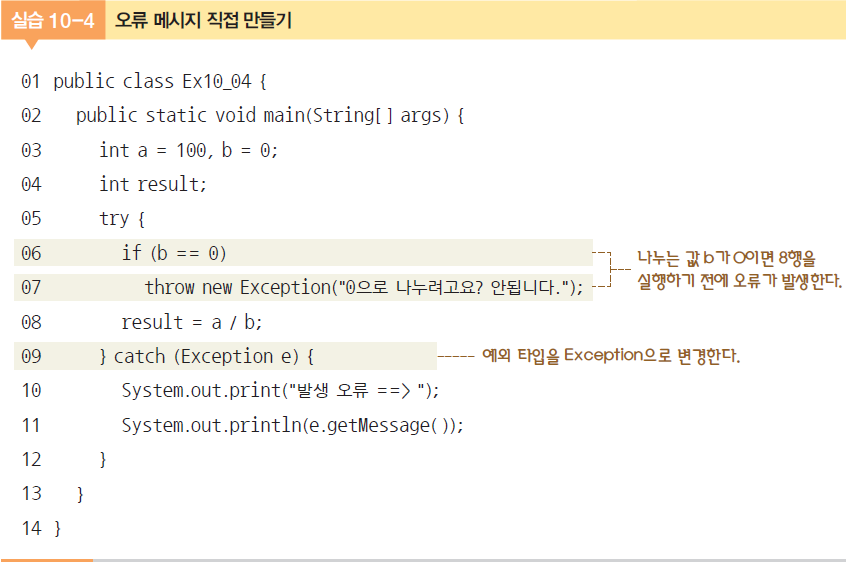 실습 10-4 오류 메시지 직접 만들기
01 public class Ex10_04 {
02 public static void main(String[] args) {
03 int a = 100, b = 0;
04 int result;
05 try {
06 if (b == 0)
나누는 값 b가 0이면 8행을
07 throw new Exception("0으로 나누려고요? 안됩니다.");
실행하기 전에 오류가 발생한다.
08 result = a / b;
09 } catch (Exception e) {
예외 타입을 Exception으로 변경한다.
10 System.out.print("발생 오류 ==> ");
11 System.out.println(e.getMessage());
12 }
13 }
14 }